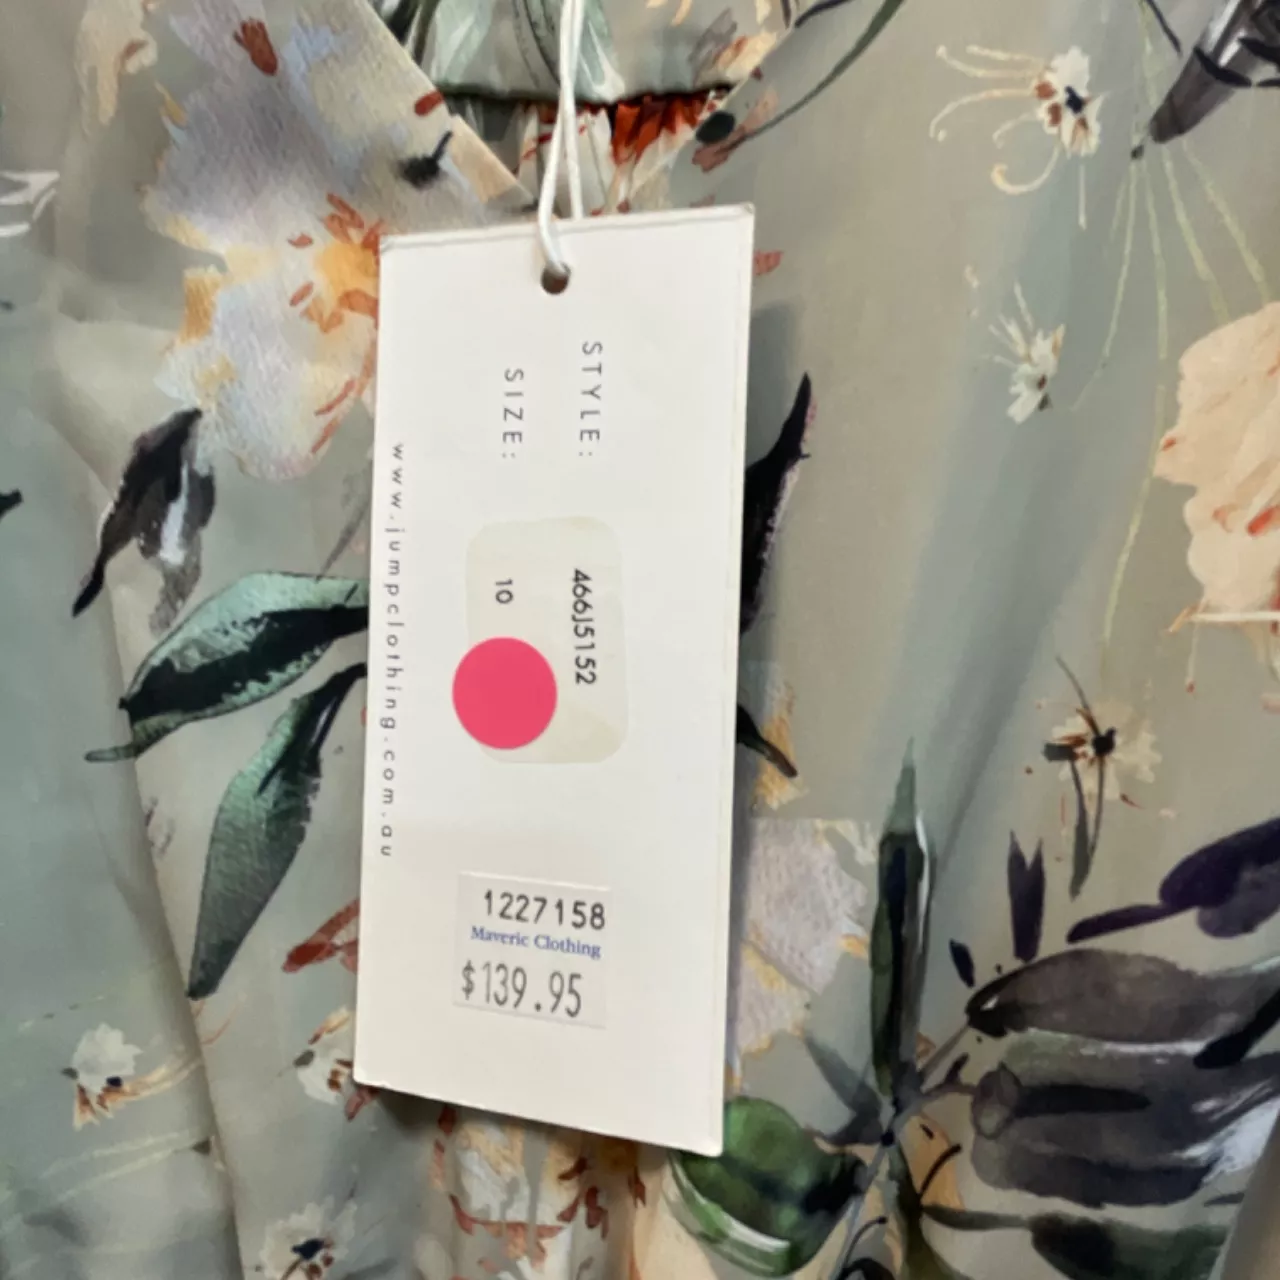 STYLE: 466J5152
SIZE: 10
www.jumpclothing.com.au
1227158
Maveric Clothing
$139.95